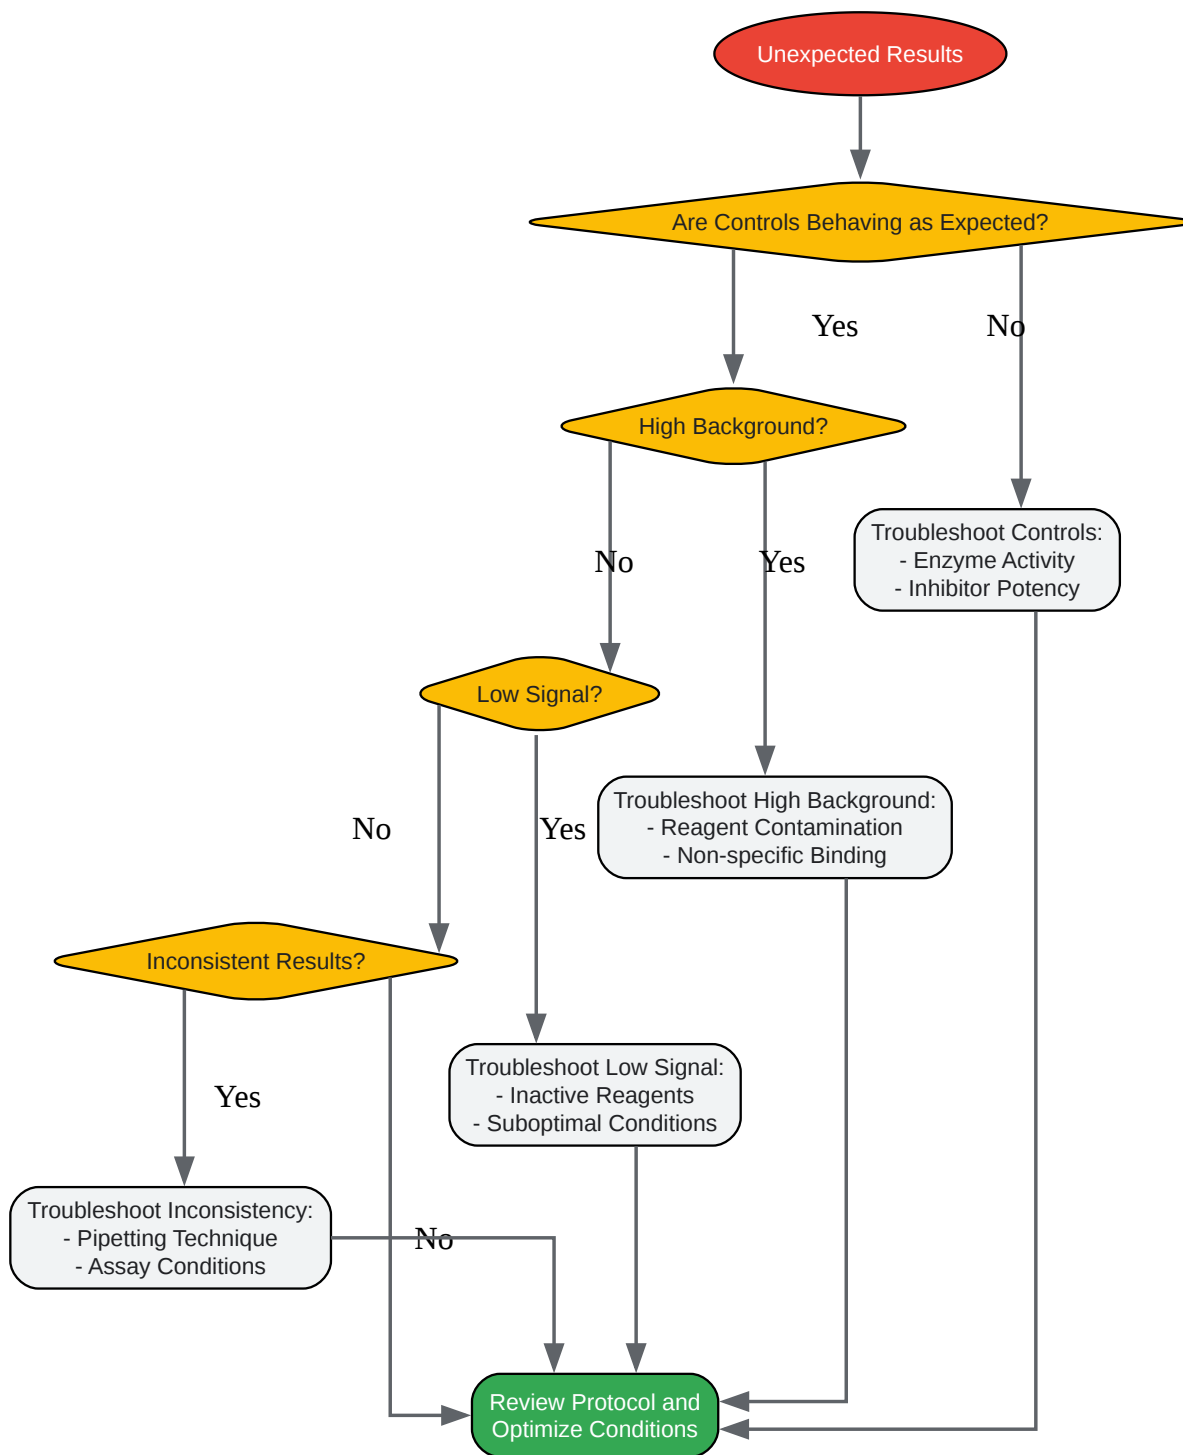 Unexpected Results
Are Controls Behaving as Expected?
Yes
No
High Background?
Troubleshoot Controls:
- Enzyme Activity
- Inhibitor Potency
No
Yes
Low Signal?
Troubleshoot High Background:
- Reagent Contamination
- Non-specific Binding
No
Yes
Inconsistent Results?
Troubleshoot Low Signal:
- Inactive Reagents
- Suboptimal Conditions
Yes
Troubleshoot Inconsistency:
- Pipetting Technique
- Assay Conditions
No
Review Protocol and
Optimize Conditions